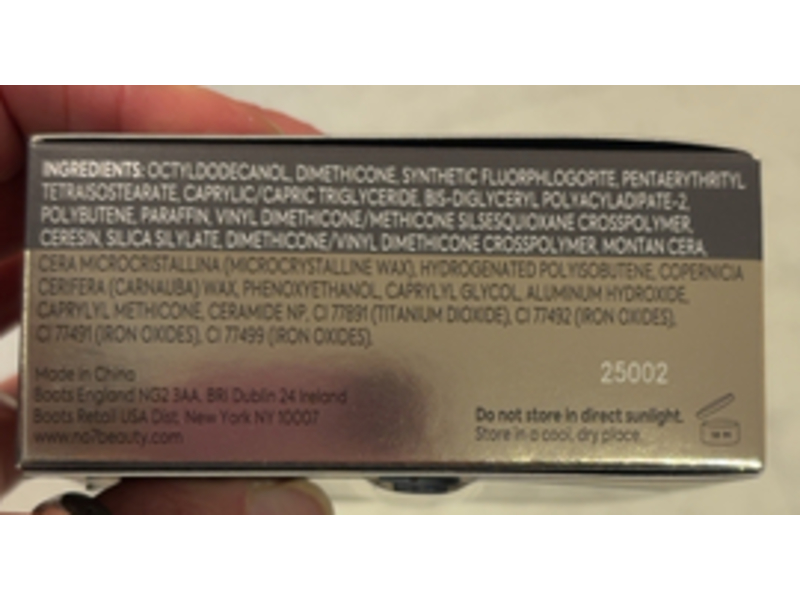 INGREDIENTS: OCTYLDODECANOL, DIMETHICONE, SYNTHETIC FLUORPHLOGOPITE, PENTAERYTHRITYL
TETRAISOSTEARATE, CAPRYLIC/CAPRIC TRIGLYCERIDE, BIS-DIGLYCERYL POLYACYLADIPATE-2,
POLYBUTENE, PARAFFIN, VINYL DIMETHICONE/METHICONE SILSESQUIOXANE CROSSPOLYMER,
CERESIN, SILICA SILYLATE, DIMETHICONE/VINYL DIMETHICONE CROSSPOLYMER, MONTAN CERA,
CERA MICROCRISTALLINA (MICROCRYSTALLINE WAX), HYDROGENATED POLYISOBUTENE, COPERNICIA
CERIFERA (CARNAUBA) WAX, PHENOXYETHANOL, CAPRYLYL GLYCOL, ALUMINUM HYDROXIDE,
CAPRYLYL METHICONE, CERAMIDE NP, CI 77891 (TITANIUM DIOXIDE), CI 77492 (IRON OXIDES),
CI 77491 (IRON OXIDES), CI 77499 (IRON OXIDES).
25002
Made in China
Boots England NG2 3AA. BRI Dublin 24 Ireland
Boots Retail USA Dist. New York NY 10007
www.no7beauty.com
Do not store in direct sunlight.
Store in a cool, dry place.